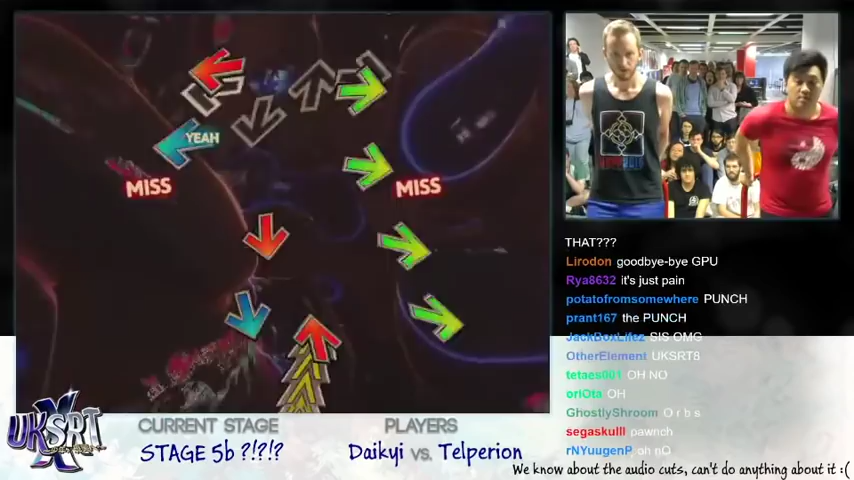 YEAH
MISS
MISS
THAT???
Lirodon goodbye-bye GPU
Rya8632 it's just pain
potatofromsomewhere PUNCH
prant167 the PUNCH
JackBoxLifez SIS OMG
OtherElement UKSRT8
tetaes001 OH NO
oriOta OH
GhostlyShroom O r b s
segaskulll pawnch
rNYuugenP oh nO
UKSRT
X
CURRENT STAGE
STAGE 5b ?!?!?
PLAYERS
Daikyi vs. Telperion
We know about the audio cuts, can't do anything about it :(